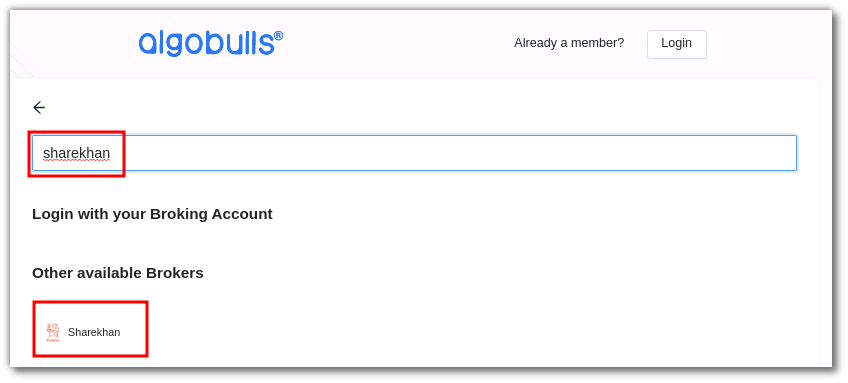 algobulls®
Already a member? Login
sharekhan
Login with your Broking Account
Other available Brokers
Sharekhan